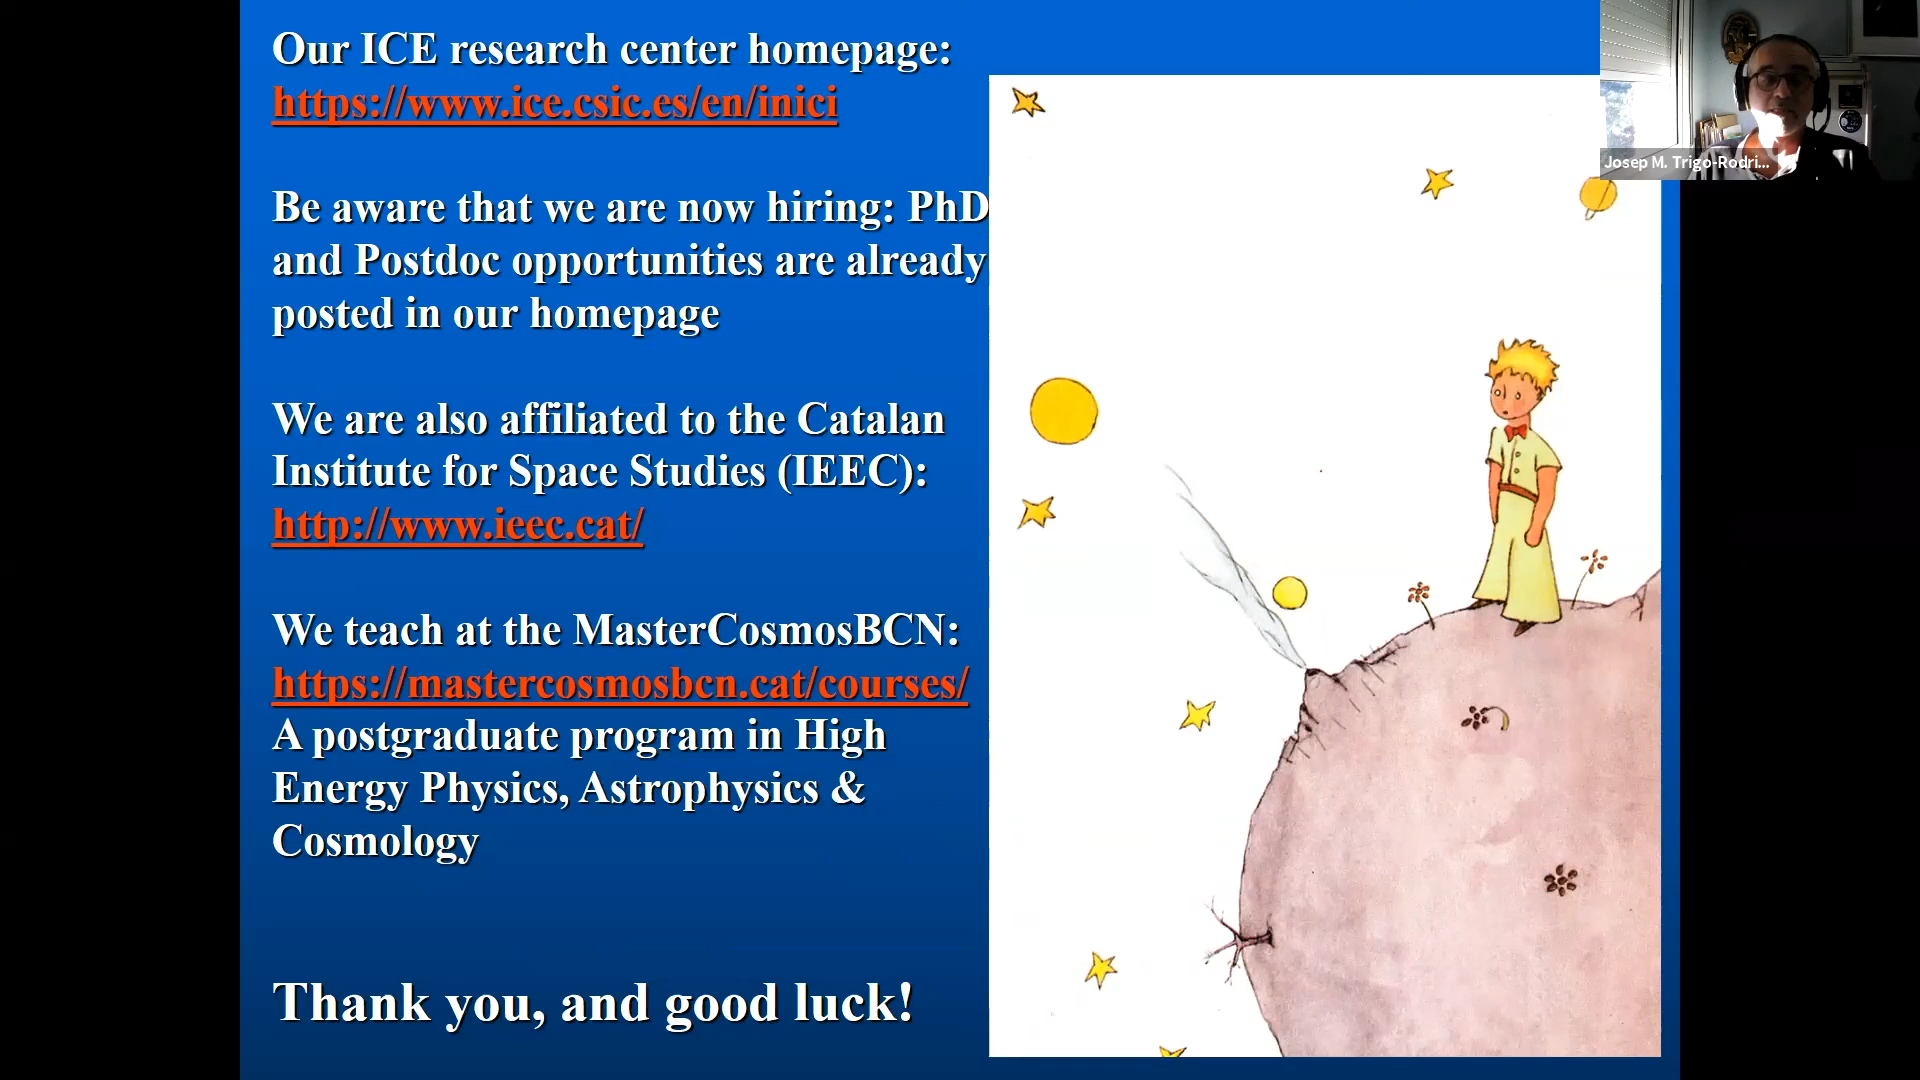 Our ICE research center homepage:
https://www.ice.csic.es/en/inici
Be aware that we are now hiring: PhD
and Postdoc opportunities are already
posted in our homepage
We are also affiliated to the Catalan
Institute for Space Studies (IEEC):
http://www.ieec.cat/
We teach at the MasterCosmosBCN:
https://mastercosmosbcn.cat/courses/
A postgraduate program in High
Energy Physics, Astrophysics &
Cosmology
Thank you, and good luck!
Josep M. Trigo-Rodri...